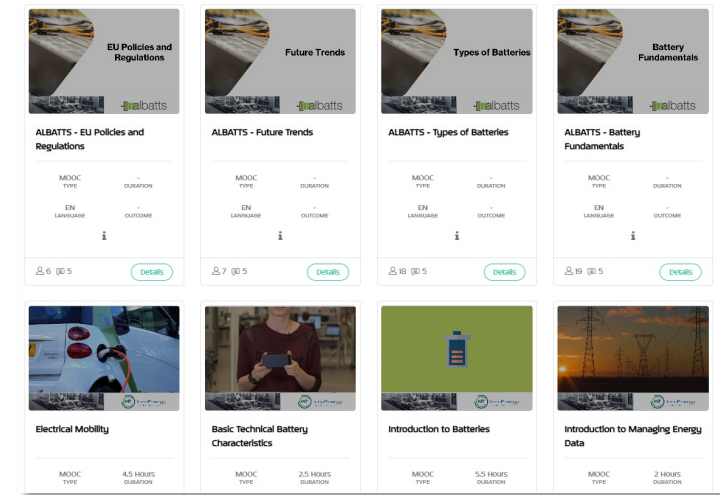 EU Policies and
Regulations
albatts
Future Trends
albatts
Types of Batteries
albatts
Battery
Fundamentals
albatts
ALBATTS - EU Policies and
Regulations
ALBATTS - Future Trends
ALBATTS - Types of Batteries
ALBATTS - Battery
Fundamentals
MOOC -
TYPE DURATION
MOOC -
TYPE DURATION
MOOC -
TYPE DURATION
MOOC -
TYPE DURATION
EN -
LANGUAGE OUTCOME
EN -
LANGUAGE OUTCOME
EN -
LANGUAGE OUTCOME
EN -
LANGUAGE OUTCOME
6 5 Details
7 5 Details
18 5 Details
19 5 Details
InnoEnergy
InnoEnergy
InnoEnergy
InnoEnergy
Electrical Mobility
Basic Technical Battery
Characteristics
Introduction to Batteries
Introduction to Managing Energy
Data
MOOC 4.5 Hours
TYPE DURATION
MOOC 2.5 Hours
TYPE DURATION
MOOC 5.5 Hours
TYPE DURATION
MOOC 2 Hours
TYPE DURATION